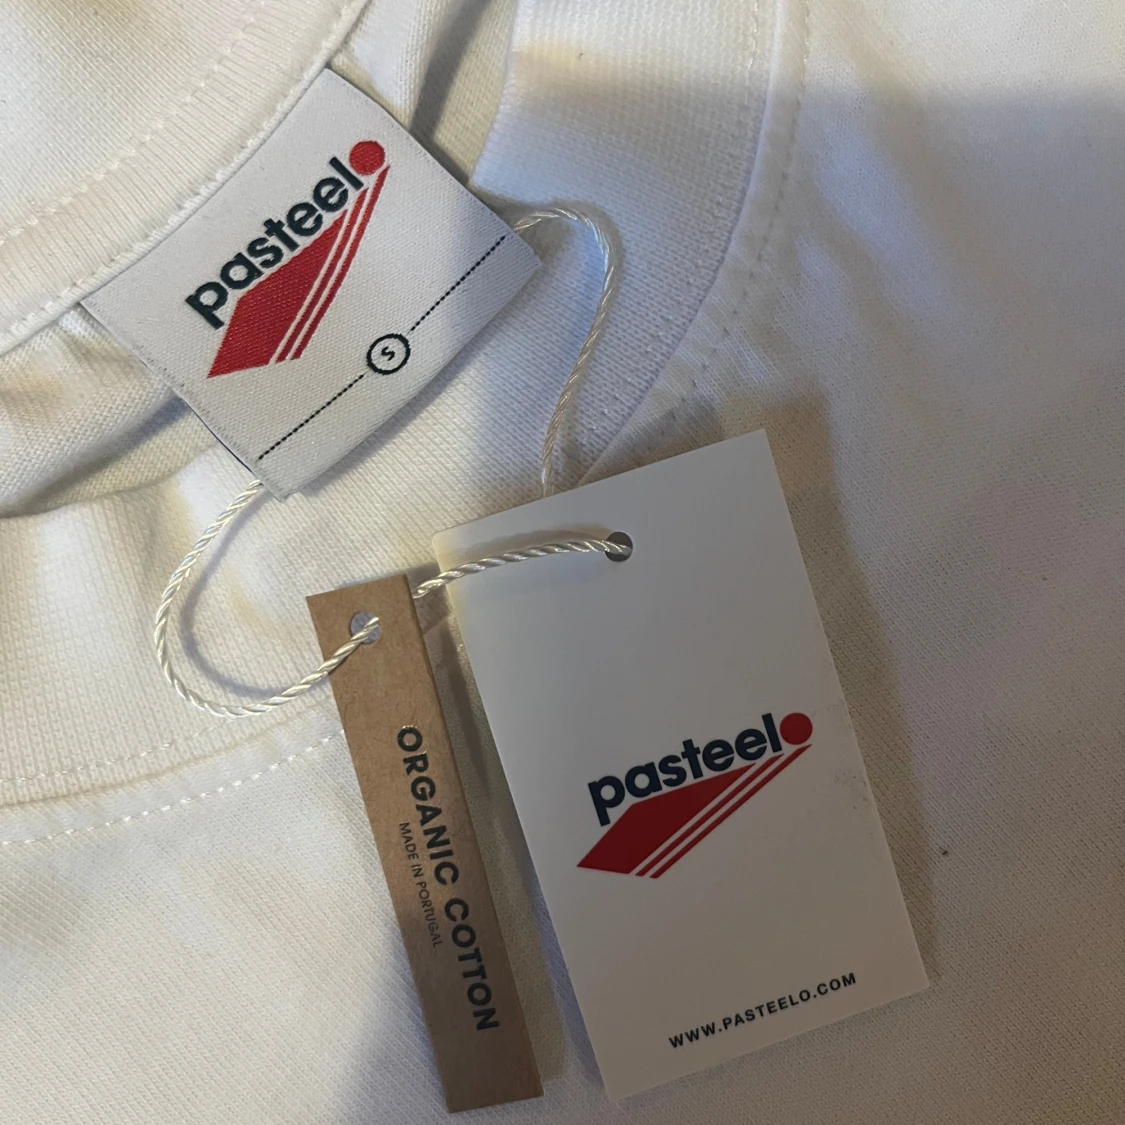 pasteelo
S
ORGANIC COTTON
MADE IN PORTUGAL
pasteelo
WWW.PASTEELO.COM